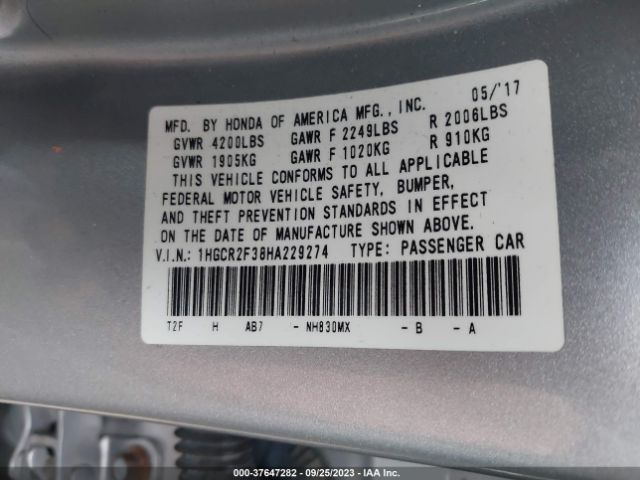 MFD. BY HONDA OF AMERICA MFG., INC. 05/'17
GVWR 4200LBS GAWR F 2249LBS R 2006LBS
GVWR 1905KG GAWR F 1020KG R 910KG
THIS VEHICLE CONFORMS TO ALL APPLICABLE
FEDERAL MOTOR VEHICLE SAFETY, BUMPER,
AND THEFT PREVENTION STANDARDS IN EFFECT
ON THE DATE OF MANUFACTURE SHOWN ABOVE.
V.I.N.: 1HGCR2F38HA229274 TYPE: PASSENGER CAR
T2F H AB7 - NH830MX - B - A
000-37647282 - 09/25/2023 - IAA Inc.